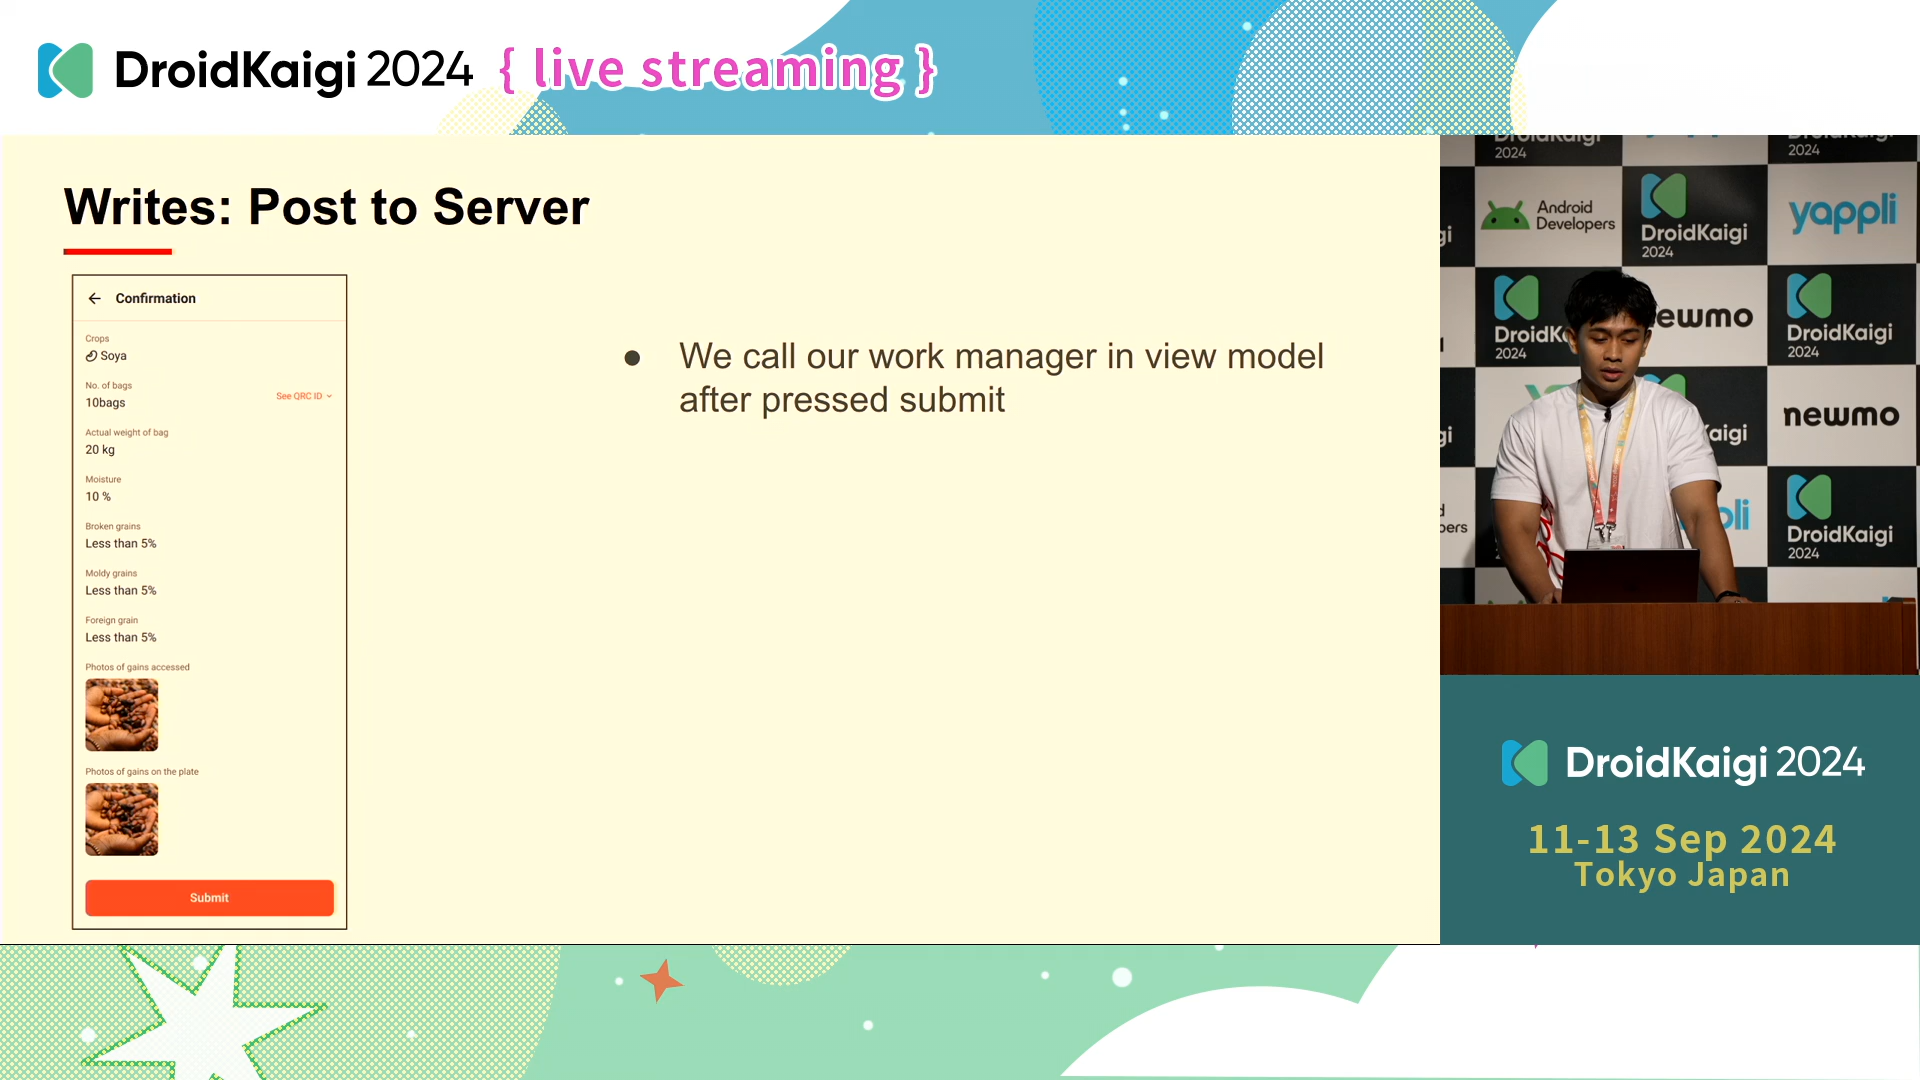 DroidKaigi 2024 { live streaming }
Writes: Post to Server
← Confirmation
Crops
Soya
No. of bags
10bags
See QRC ID
Actual weight of bag
20 kg
Moisture
10 %
Broken grains
Less than 5%
Moldy grains
Less than 5%
Foreign grain
Less than 5%
Photos of gains accessed
Photos of gains on the plate
Submit
● We call our work manager in view model
after pressed submit
2024
2024
Android
Developers
DroidKaigi
2024
yappli
DroidK
2024
ewmo
DroidKaigi
2024
newmo
aigi
DroidKaigi
2024
DroidKaigi 2024
11-13 Sep 2024
Tokyo Japan